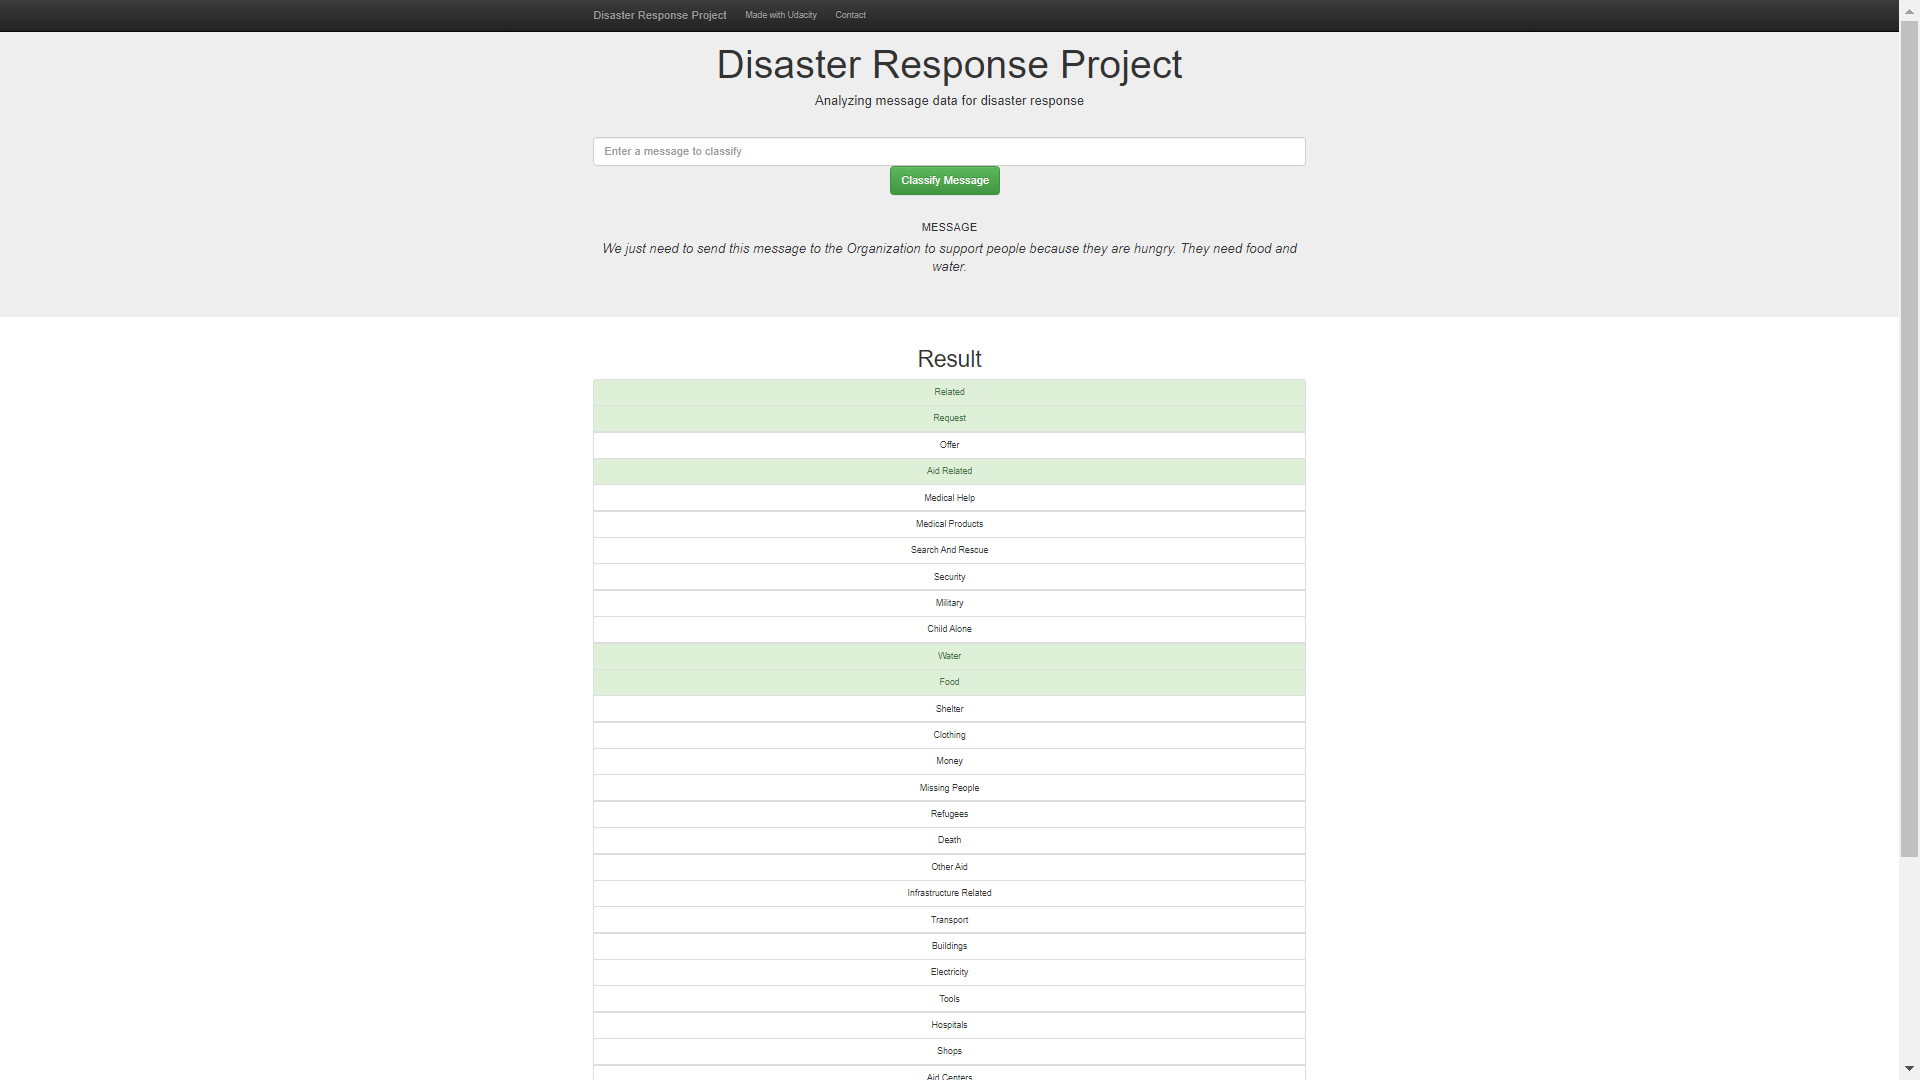 Disaster Response Project Made with Udacity Contact
Disaster Response Project
Analyzing message data for disaster response
Enter a message to classify
Classify Message
MESSAGE
We just need to send this message to the Organization to support people because they are hungry. They need food and
water.
Result
Related
Request
Offer
Aid Related
Medical Help
Medical Products
Search And Rescue
Security
Military
Child Alone
Water
Food
Shelter
Clothing
Money
Missing People
Refugees
Death
Other Aid
Infrastructure Related
Transport
Buildings
Electricity
Tools
Hospitals
Shops
Aid Centers